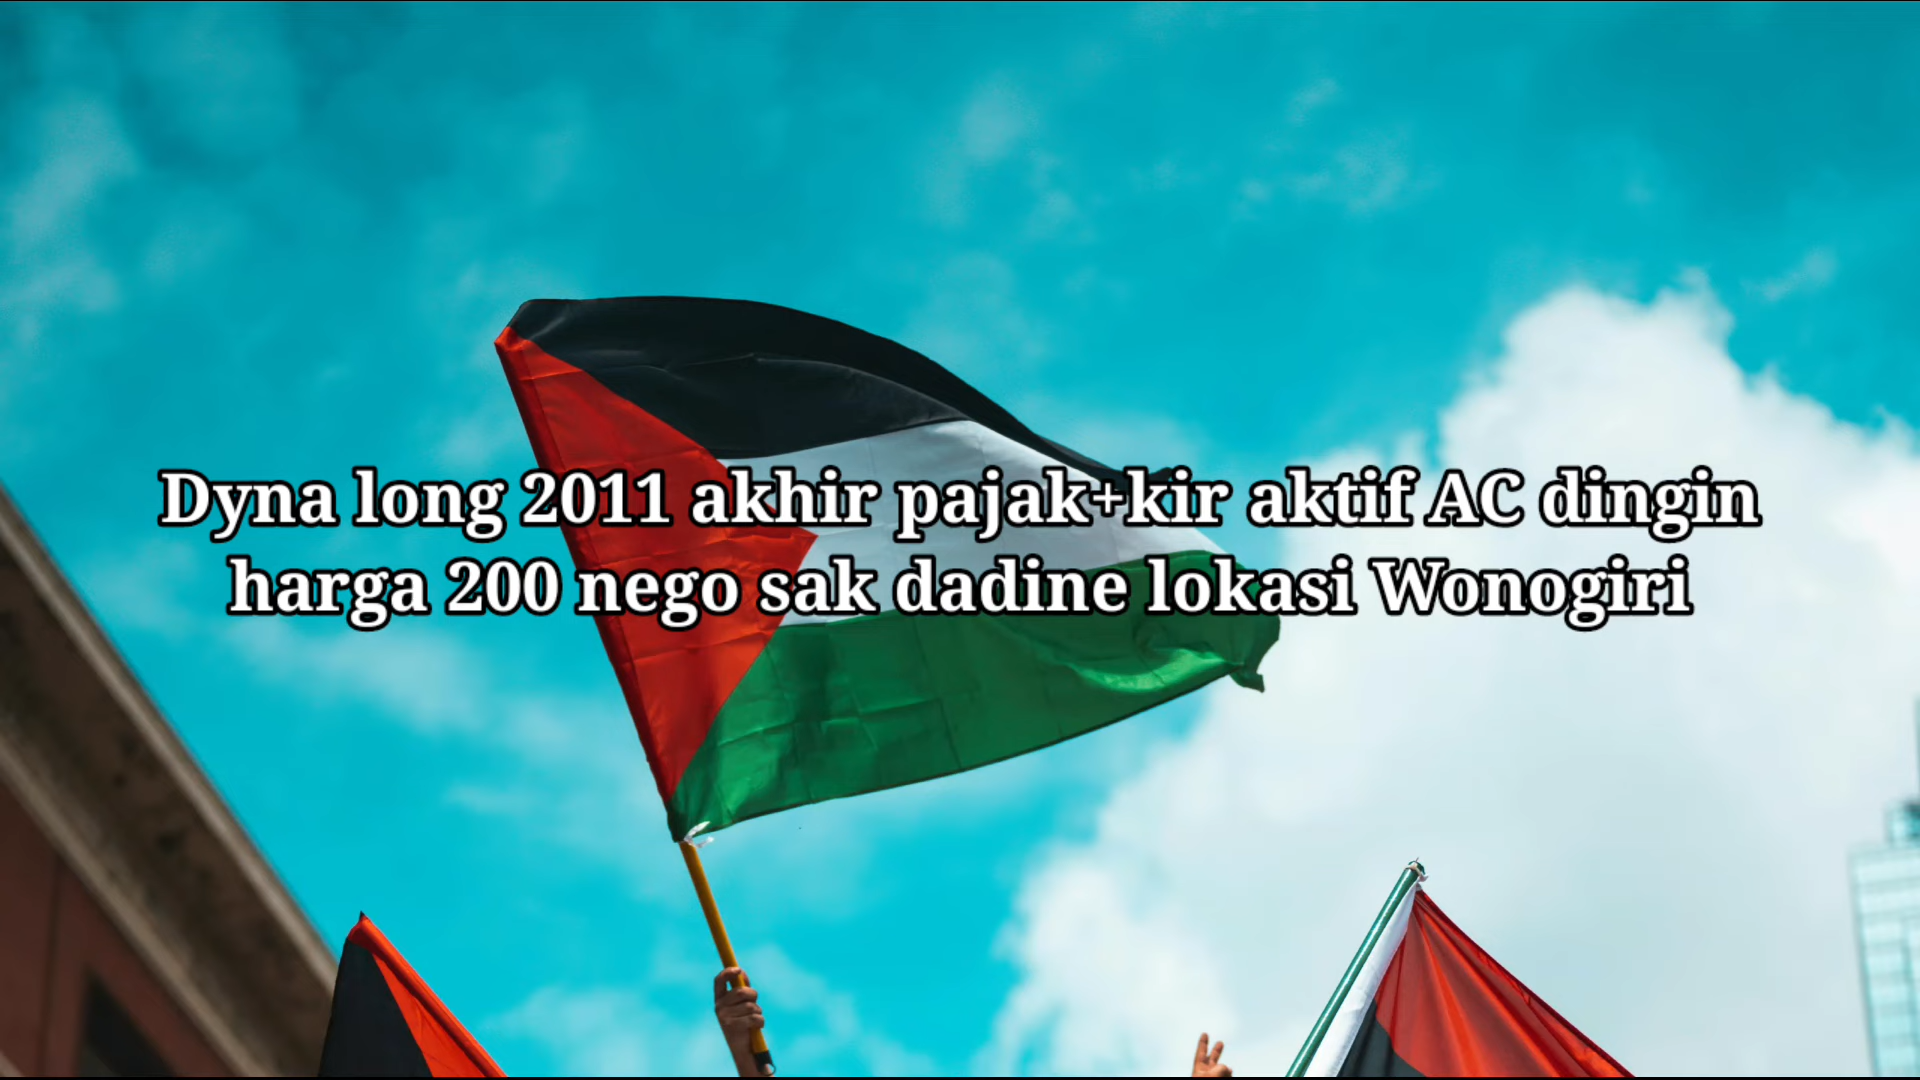 Dyna long 2011 akhir pajak+kir aktif AC dingin
harga 200 nego sak dadine lokasi Wonogiri